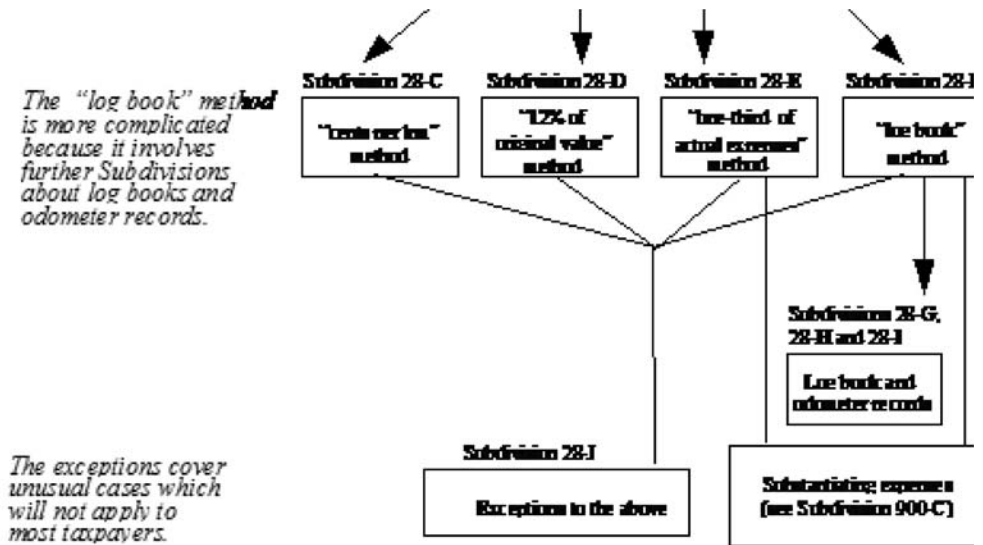 Subdivision 28-C
Subdivision 28-D
Subdivision 28-E
Subdivision 28-
The “log book” method
is more complicated
because it involves
further Subdivisions
about log books and
odometer records.
“cents per km”
method
“12% of
original value”
method
“one-third of
actual expenses”
method
“log book”
method
Subdivisions 28-G,
28-H and 28-I
Log book and
odometer records
The exceptions cover
unusual cases which
will not apply to
most taxpayers.
Subdivision 28-J
Exceptions to the above
Substantiating expenses
(see Subdivision 900-C)